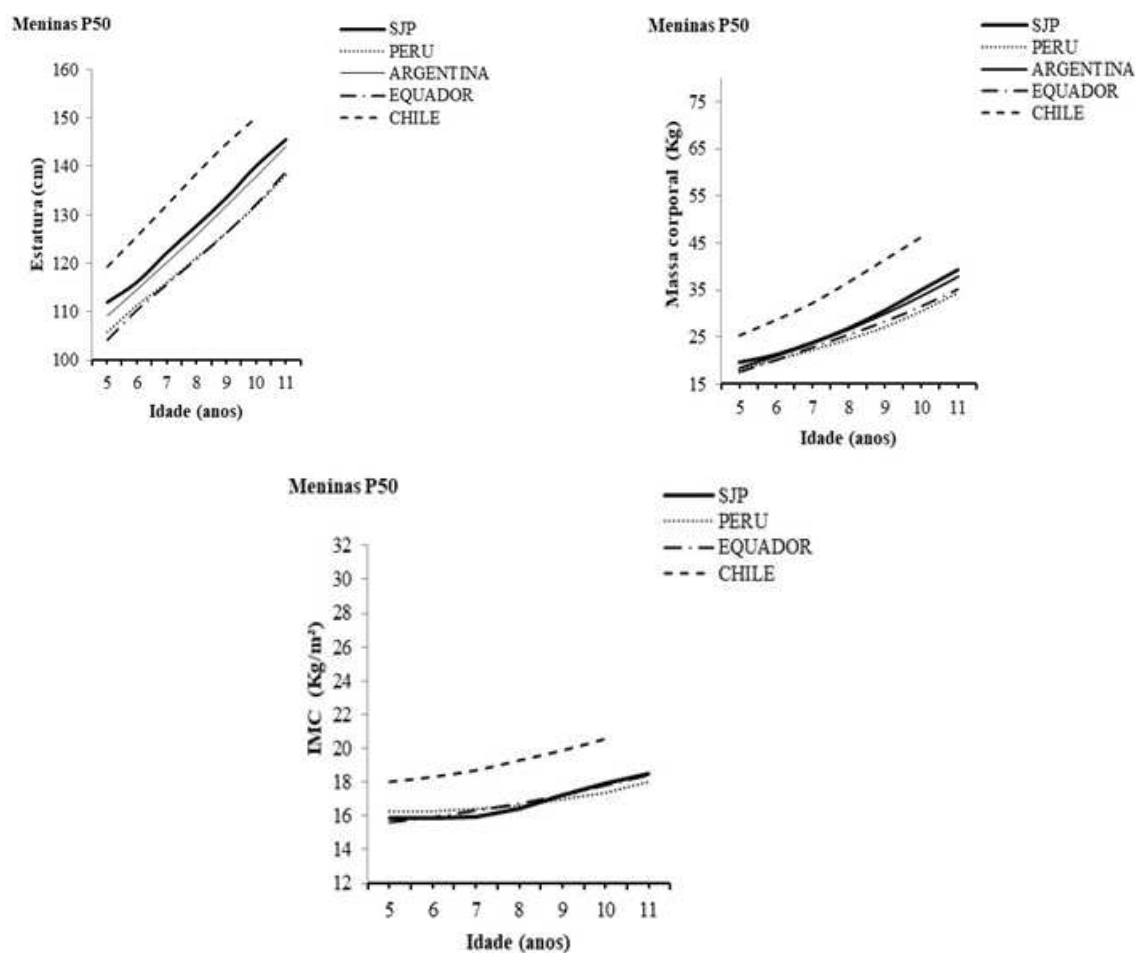 Meninas P50
SJP
PERU
ARGENTINA
EQUADOR
CHILE
160
150
140
130
120
110
100
Estatura (cm)
5 6 7 8 9 10 11
Idade (anos)
Meninas P50
SJP
PERU
ARGENTINA
EQUADOR
CHILE
75
65
55
45
35
25
15
Massa corporal (Kg)
5 6 7 8 9 10 11
Idade (anos)
Meninas P50
SJP
PERU
EQUADOR
CHILE
32
30
28
26
24
22
20
18
16
14
12
IMC (Kg/m²)
5 6 7 8 9 10 11
Idade (anos)